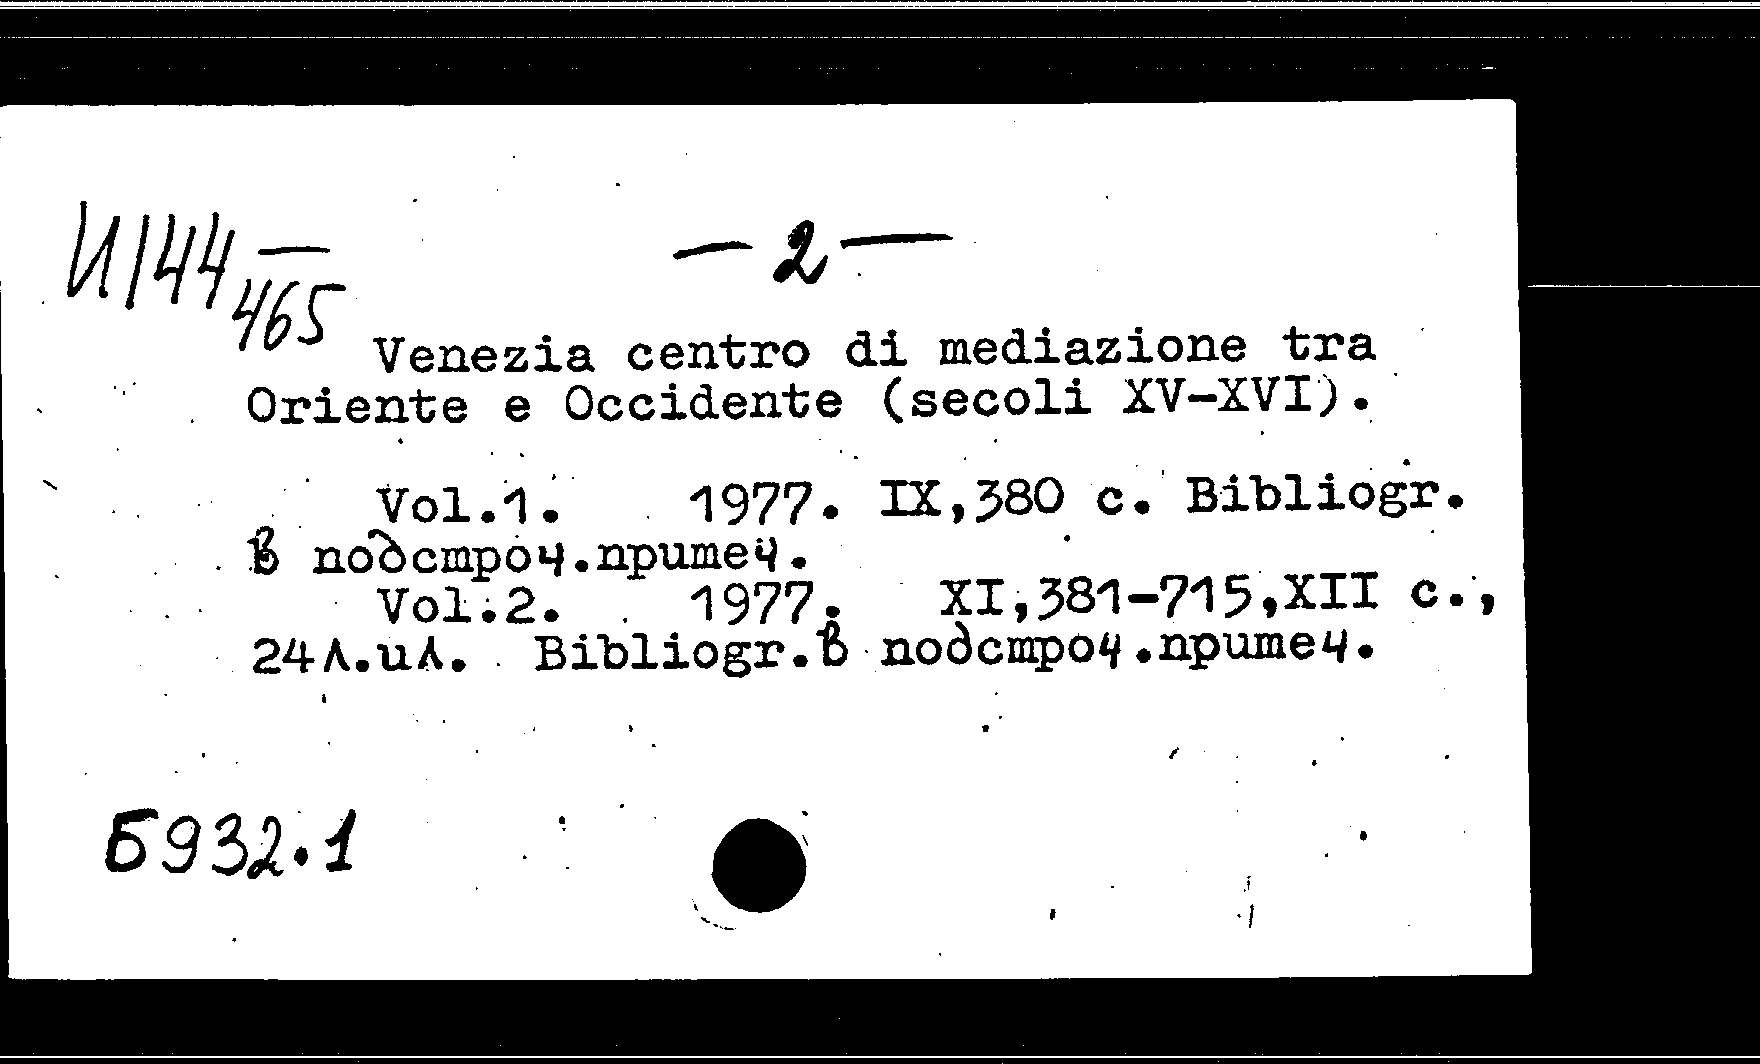 И144—
465
— 2 —
Venezia centro di mediazione tra
Oriente e Occidente (secoli XV-XVI).
Vol.1. 1977. IX,380 c. Bibliogr.
в подстроч.примеч.
Vol.2. 1977. XI,381-715,XII c.,
24л.ил. Bibliogr.в подстроч.примеч.
Б932.1